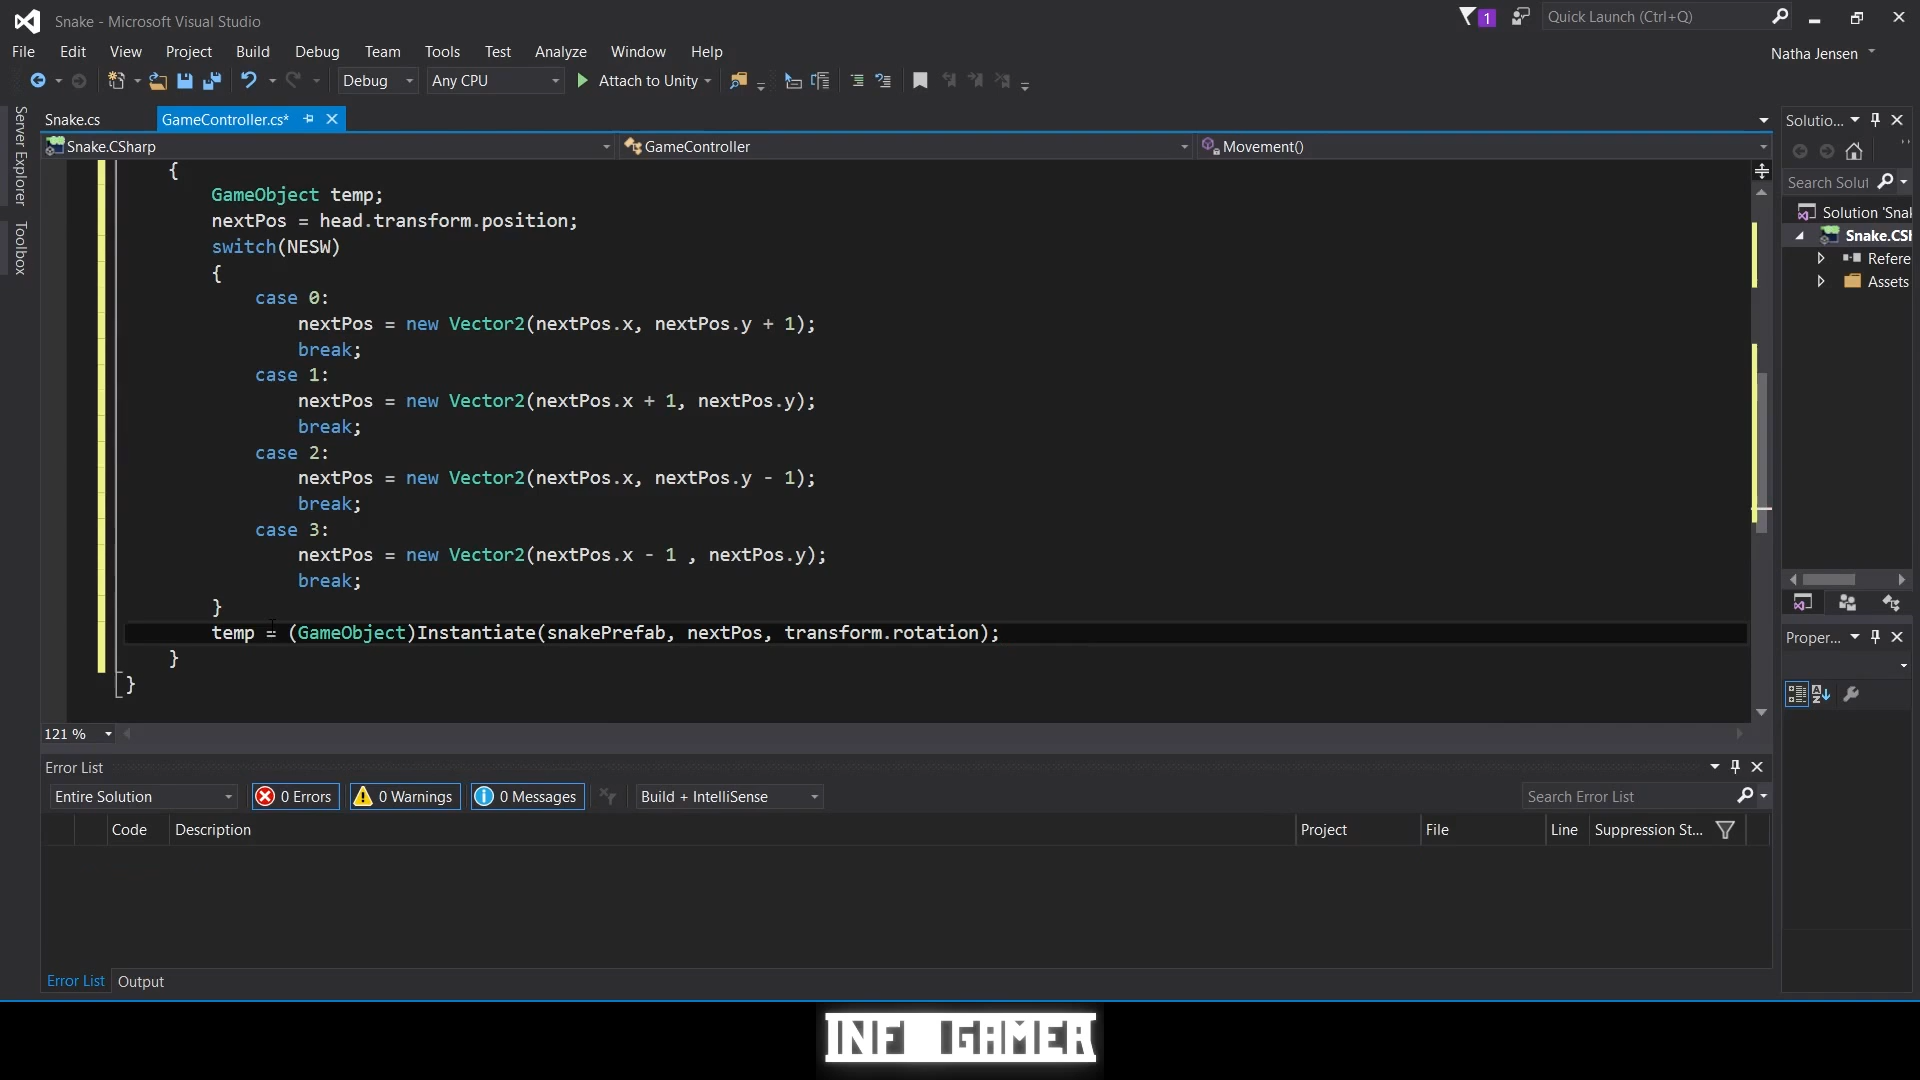 Snake - Microsoft Visual Studio
1
Quick Launch (Ctrl+Q)
File Edit View Project Build Debug Team Tools Test Analyze Window Help
Natha Jensen
Debug Any CPU Attach to Unity
Server Explorer
Toolbox
Snake.cs GameController.cs*
Snake.CSharp GameController Movement()
{
GameObject temp;
nextPos = head.transform.position;
switch(NESW)
{
case 0:
nextPos = new Vector2(nextPos.x, nextPos.y + 1);
break;
case 1:
nextPos = new Vector2(nextPos.x + 1, nextPos.y);
break;
case 2:
nextPos = new Vector2(nextPos.x, nextPos.y - 1);
break;
case 3:
nextPos = new Vector2(nextPos.x - 1 , nextPos.y);
break;
}
temp = (GameObject)Instantiate(snakePrefab, nextPos, transform.rotation);
}
}
121 %
Solutio...
Search Solut
Solution 'Snal
Snake.CSH
Refere
Assets
Proper...
Error List
Entire Solution 0 Errors 0 Warnings 0 Messages Build + IntelliSense Search Error List
Code Description Project File Line Suppression St...
Error List Output
INF GAMER